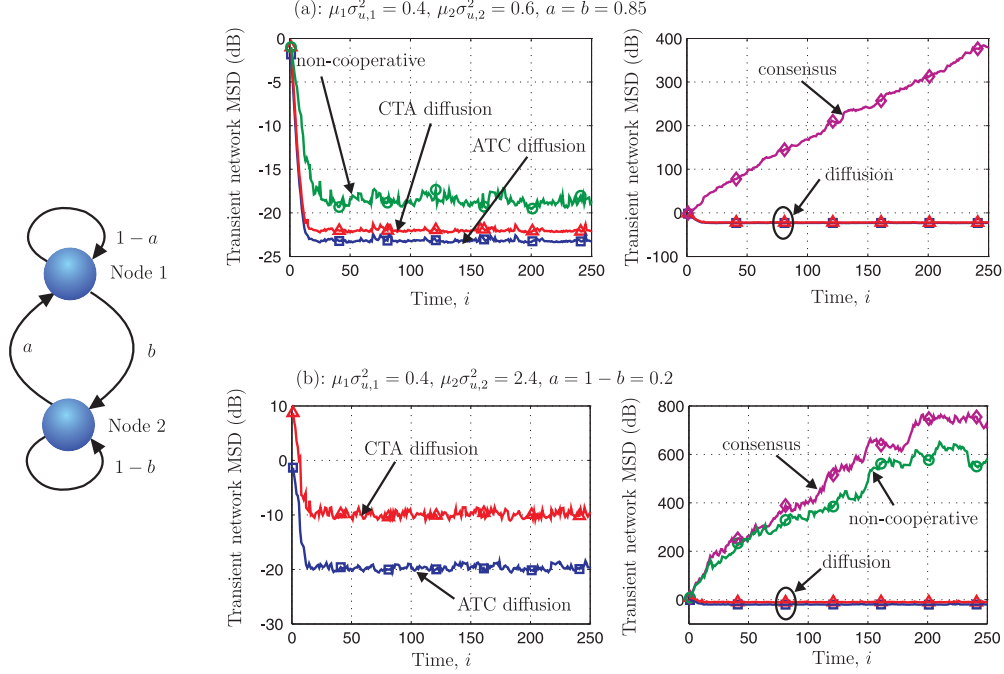 1 − a
Node 1
a
b
Node 2
1 − b
(a): μ₁σ²ᵤ,₁ = 0.4, μ₂σ²ᵤ,₂ = 0.6, a = b = 0.85
Transient network MSD (dB)
0
-5
-10
-15
-20
-25
non-cooperative
CTA diffusion
ATC diffusion
0 50 100 150 200 250
Time, i
Transient network MSD (dB)
400
300
200
100
0
-100
consensus
diffusion
0 50 100 150 200 250
Time, i
(b): μ₁σ²ᵤ,₁ = 0.4, μ₂σ²ᵤ,₂ = 2.4, a = 1 − b = 0.2
Transient network MSD (dB)
10
0
-10
-20
-30
CTA diffusion
ATC diffusion
0 50 100 150 200 250
Time, i
Transient network MSD (dB)
800
600
400
200
0
consensus
non-cooperative
diffusion
0 50 100 150 200 250
Time, i